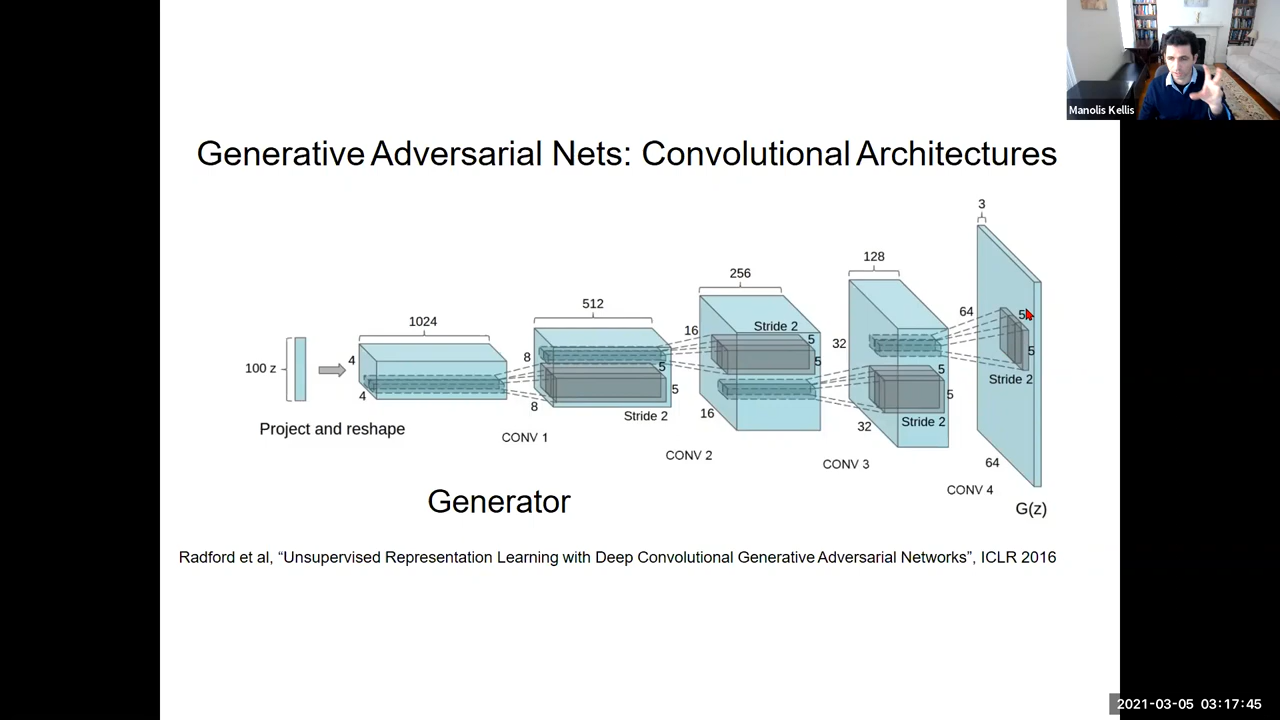 Manolis Kellis
Generative Adversarial Nets: Convolutional Architectures
3
128
256
512
1024
64
5
16
Stride 2
5
32
5
5
8
4
100 z
5
5
Stride 2
5
5
4
8
Stride 2
16
32
Stride 2
Project and reshape
CONV 1
CONV 2
CONV 3
64
CONV 4
Generator
G(z)
Radford et al, “Unsupervised Representation Learning with Deep Convolutional Generative Adversarial Networks”, ICLR 2016
2021-03-05 03:17:45